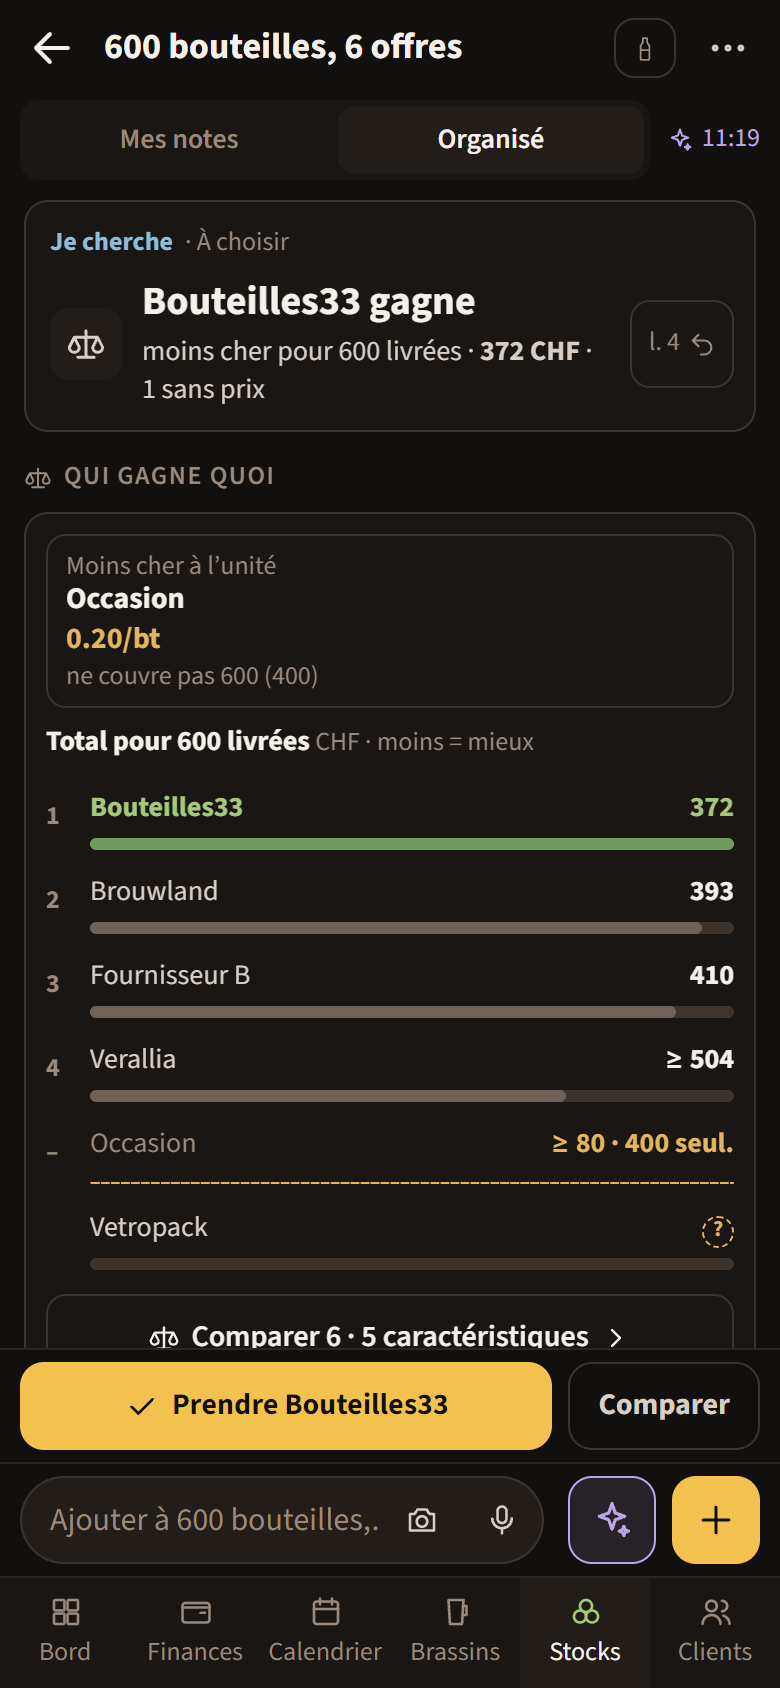 600 bouteilles, 6 offres
Mes notes
Organisé
11:19
Je cherche · À choisir
Bouteilles33 gagne
moins cher pour 600 livrées · 372 CHF ·
1 sans prix
l. 4
QUI GAGNE QUOI
Moins cher à l’unité
Occasion
0.20/bt
ne couvre pas 600 (400)
Total pour 600 livrées CHF · moins = mieux
1 Bouteilles33 372
2 Brouwland 393
3 Fournisseur B 410
4 Verallia ≥ 504
– Occasion ≥ 80 · 400 seul.
Vetropack ?
Comparer 6 · 5 caractéristiques
Prendre Bouteilles33
Comparer
Ajouter à 600 bouteilles,.
Bord
Finances
Calendrier
Brassins
Stocks
Clients